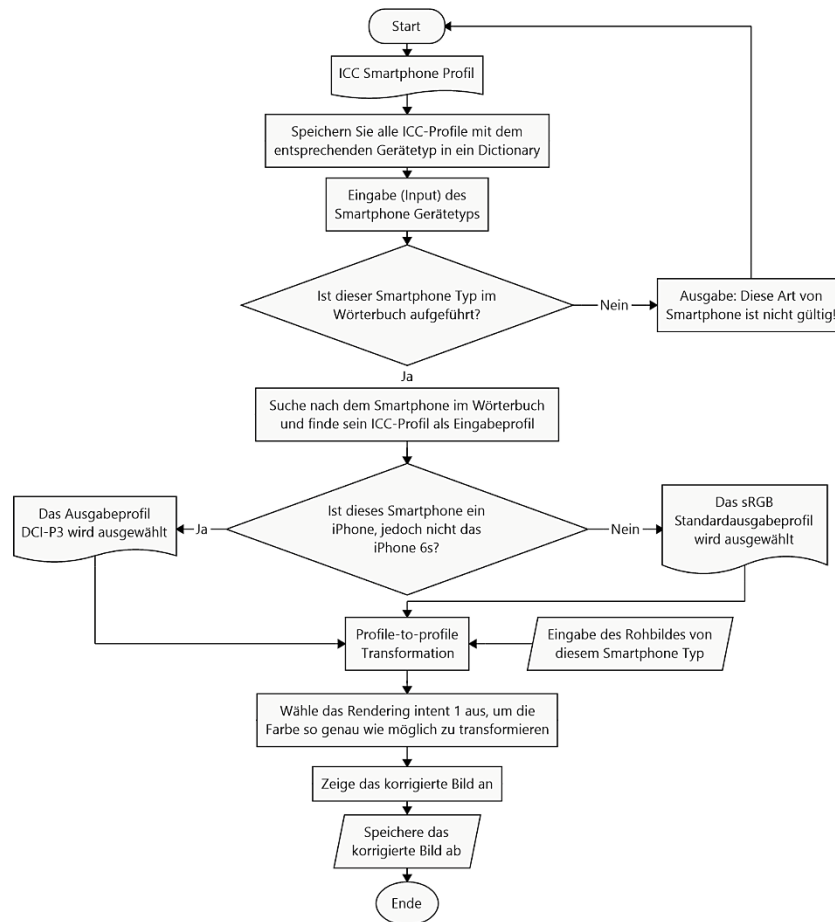 Start
ICC Smartphone Profil
Speichern Sie alle ICC-Profile mit dem
entsprechenden Gerätetyp in ein Dictionary
Eingabe (Input) des
Smartphone Gerätetyps
Ist dieser Smartphone Typ im
Wörterbuch aufgeführt?
Nein
Ausgabe: Diese Art von
Smartphone ist nicht gültig!
Ja
Suche nach dem Smartphone im Wörterbuch
und finde sein ICC-Profil als Eingabeprofil
Das Ausgabeprofil
DCI-P3 wird ausgewählt
Ja
Ist dieses Smartphone ein
iPhone, jedoch nicht das
iPhone 6s?
Nein
Das sRGB
Standardausgabeprofil
wird ausgewählt
Profile-to-profile
Transformation
Eingabe des Rohbildes von
diesem Smartphone Typ
Wähle das Rendering intent 1 aus, um die
Farbe so genau wie möglich zu transformieren
Zeige das korrigierte Bild an
Speichere das
korrigierte Bild ab
Ende